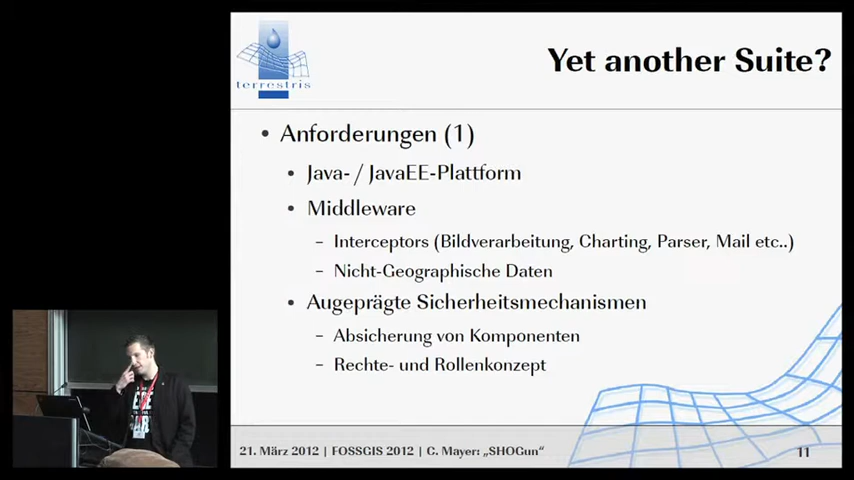 terrestris
Yet another Suite?
• Anforderungen (1)
• Java- / JavaEE-Plattform
• Middleware
– Interceptors (Bildverarbeitung, Charting, Parser, Mail etc..)
– Nicht-Geographische Daten
• Augeprägte Sicherheitsmechanismen
– Absicherung von Komponenten
– Rechte- und Rollenkonzept
21. März 2012 | FOSSGIS 2012 | C. Mayer: „SHOGun“
11